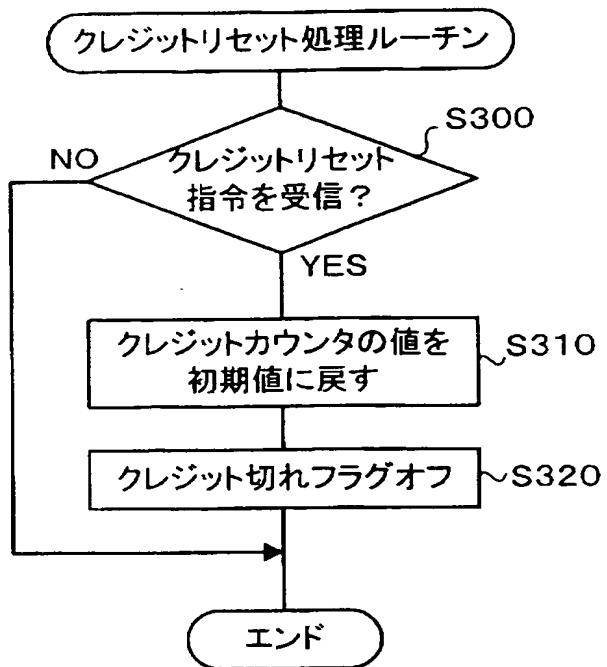 クレジットリセット処理ルーチン
S300
NO
クレジットリセット
指令を受信？
YES
クレジットカウンタの値を
初期値に戻す
S310
クレジット切れフラグオフ
S320
エンド